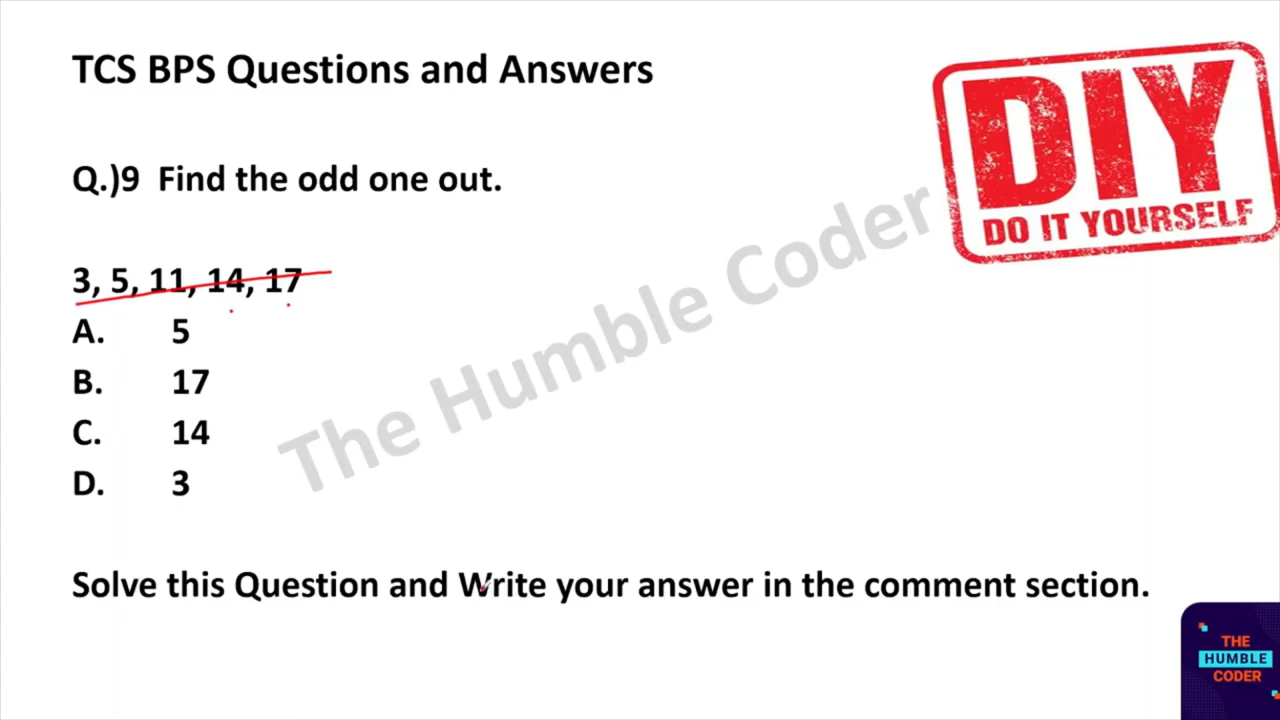 TCS BPS Questions and Answers
DIY
DO IT YOURSELF
Q.)9 Find the odd one out.
The Humble Coder
3, 5, 11, 14, 17
A. 5
B. 17
C. 14
D. 3
Solve this Question and Write your answer in the comment section.
THE
HUMBLE
CODER